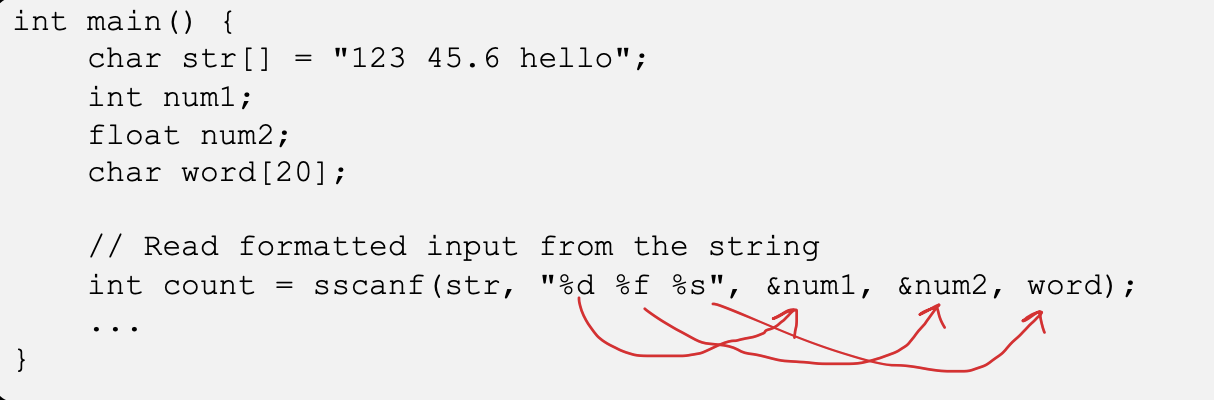 int main() {
    char str[] = "123 45.6 hello";
    int num1;
    float num2;
    char word[20];

    // Read formatted input from the string
    int count = sscanf(str, "%d %f %s", &num1, &num2, word);
    ...
}